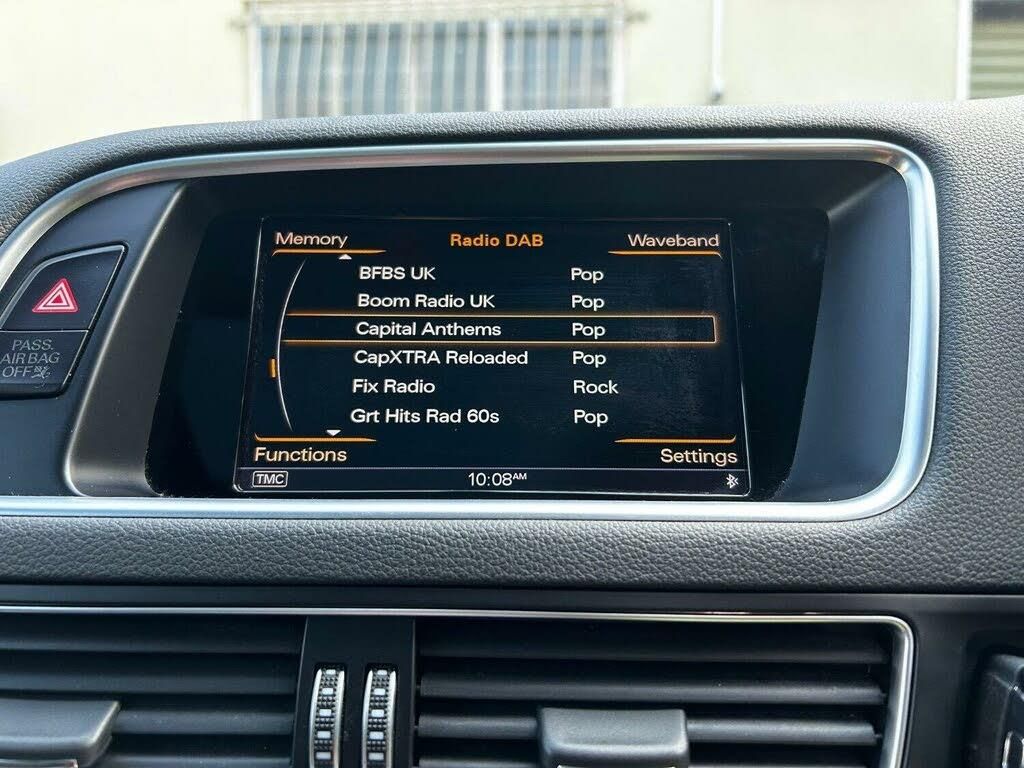 Memory Radio DAB Waveband
BFBS UK Pop
Boom Radio UK Pop
Capital Anthems Pop
CapXTRA Reloaded Pop
Fix Radio Rock
Grt Hits Rad 60s Pop
Functions Settings
TMC 10:08AM
PASS.
AIR BAG
OFF